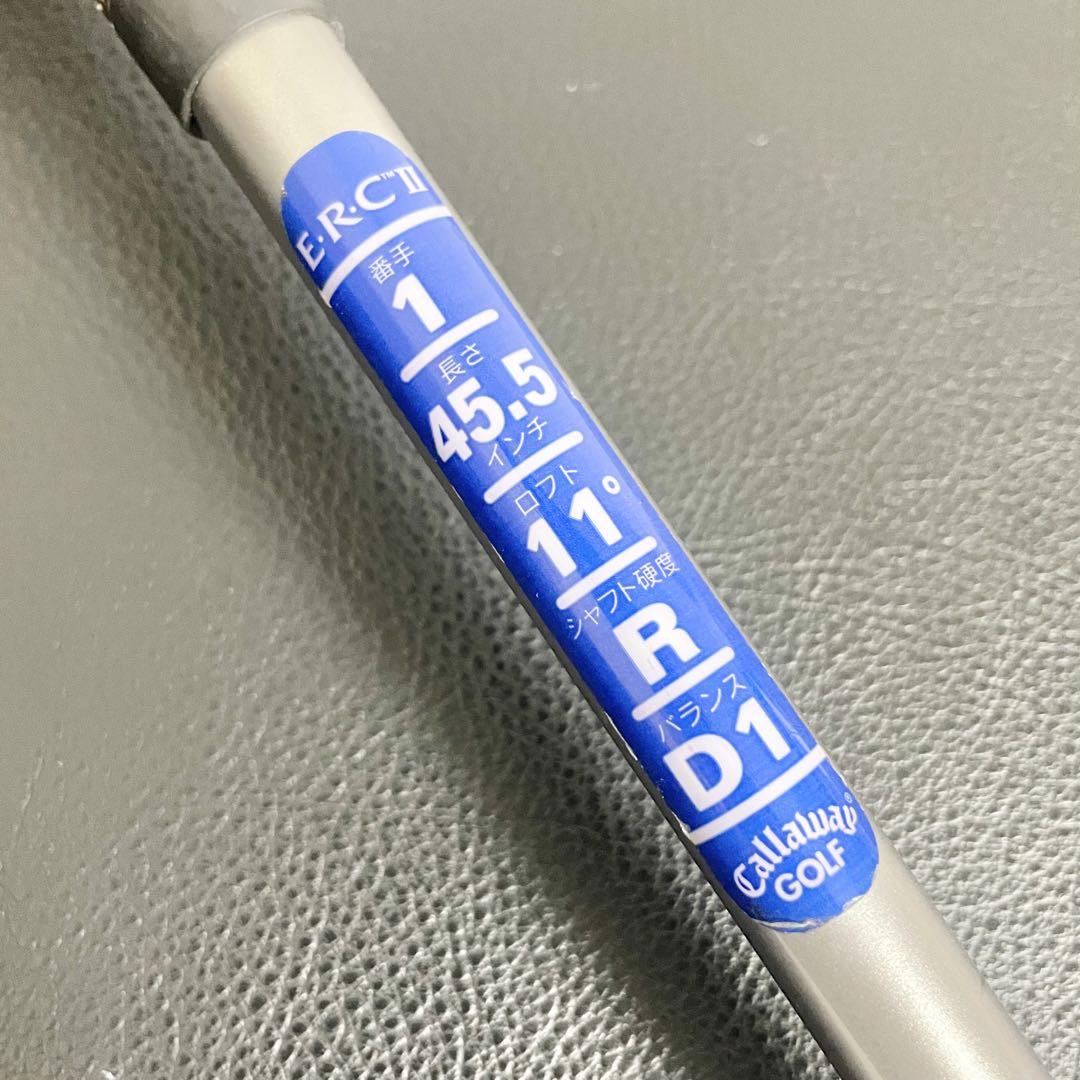 E·R·C™ II
番手
1
長さ
45.5
インチ
ロフト
11°
シャフト硬度
R
バランス
D1
Callaway®
GOLF